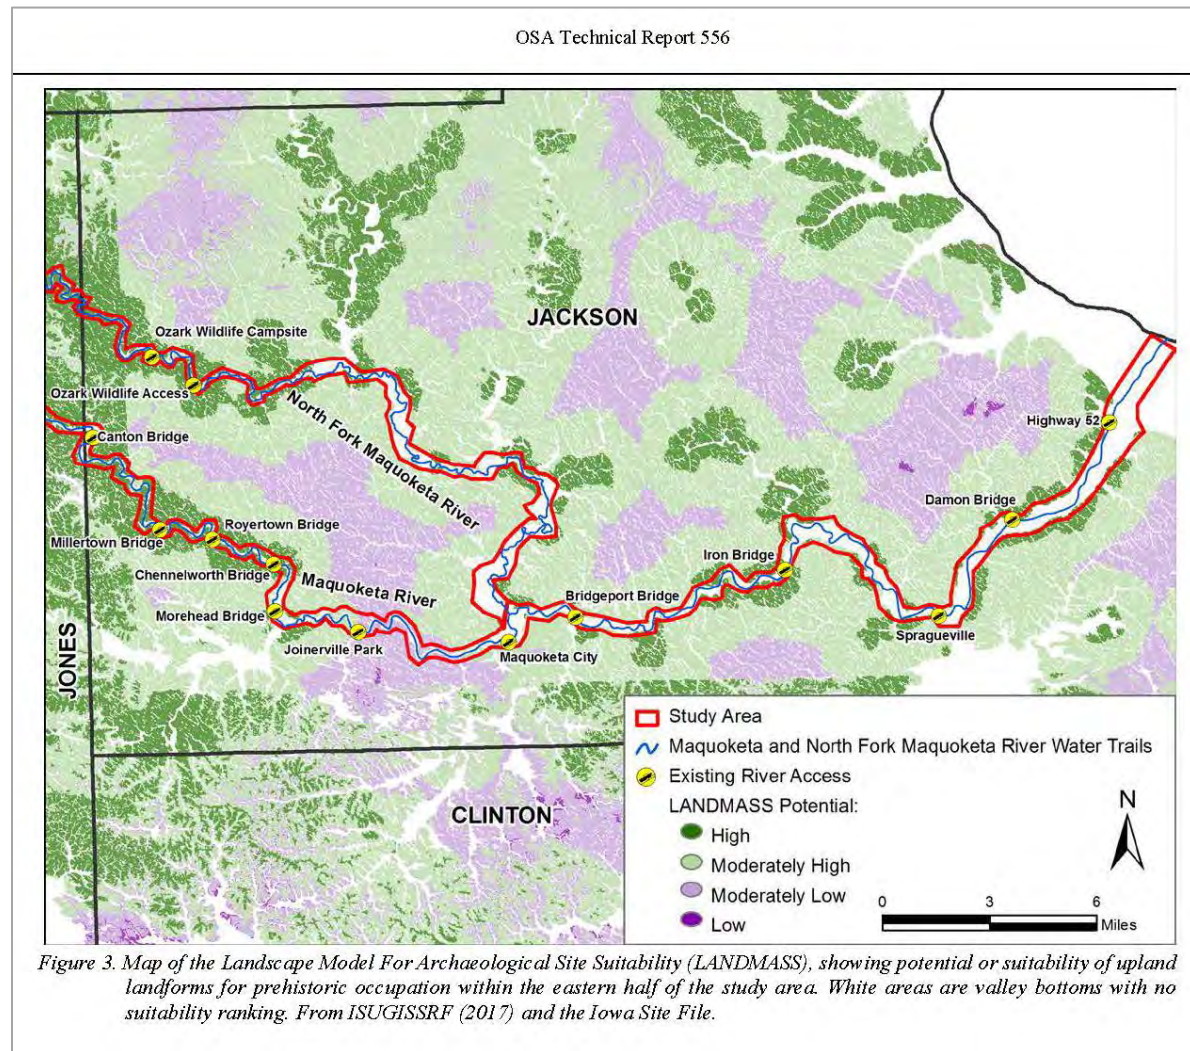 OSA Technical Report 556
JACKSON
Ozark Wildlife Campsite
Ozark Wildlife Access
North Fork Maquoketa River
Canton Bridge
Highway 52
Damon Bridge
Royertown Bridge
Millertown Bridge
Iron Bridge
Chennelworth Bridge
Maquoketa River
Bridgeport Bridge
Morehead Bridge
Spragueville
Joinerville Park
Maquoketa City
JONES
CLINTON
Study Area
Maquoketa and North Fork Maquoketa River Water Trails
Existing River Access
LANDMASS Potential:
High
Moderately High
Moderately Low
Low
N
0 3 6
Miles
Figure 3. Map of the Landscape Model For Archaeological Site Suitability (LANDMASS), showing potential or suitability of upland
landforms for prehistoric occupation within the eastern half of the study area. White areas are valley bottoms with no
suitability ranking. From ISUGISSRF (2017) and the Iowa Site File.